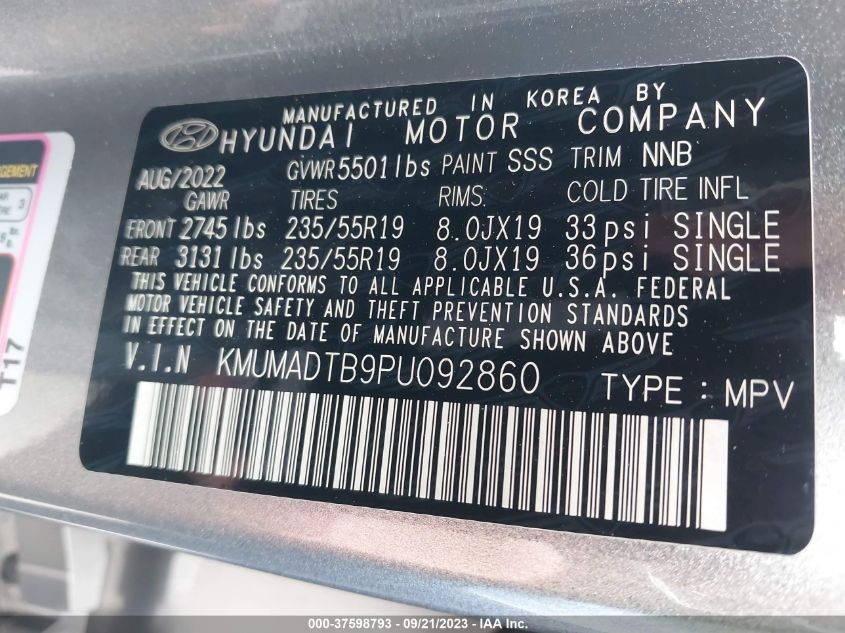 MANUFACTURED IN KOREA BY
HYUNDAI MOTOR COMPANY
AUG/2022 GVWR 5501lbs PAINT SSS TRIM NNB
GAWR TIRES RIMS COLD TIRE INFL
FRONT 2745 lbs 235/55R19 8.0JX19 33psi SINGLE
REAR 3131 lbs 235/55R19 8.0JX19 36psi SINGLE
THIS VEHICLE CONFORMS TO ALL APPLICABLE U.S.A. FEDERAL
MOTOR VEHICLE SAFETY AND THEFT PREVENTION STANDARDS
IN EFFECT ON THE DATE OF MANUFACTURE SHOWN ABOVE
V.I.N KMUMADTB9PU092860
TYPE : MPV
T17
000-37598793 - 09/21/2023 - IAA Inc.